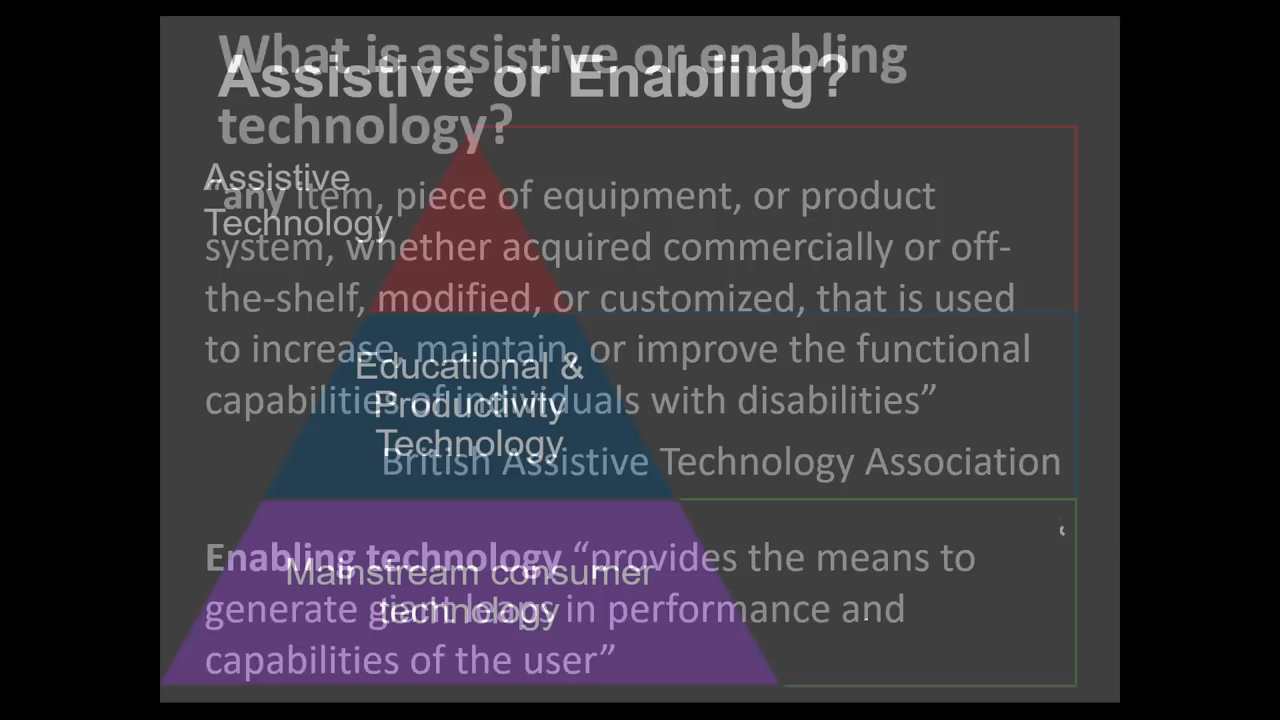 What is assistive or enabling
technology?
Assistive or Enabling?
Assistive
Technology
"any item, piece of equipment, or product
system, whether acquired commercially or off-
the-shelf, modified, or customized, that is used
to increase, maintain, or improve the functional
capabilities of individuals with disabilities”
British Assistive Technology Association
Educational &
Productivity
Technology
Enabling technology “provides the means to
generate giant leaps in performance and
capabilities of the user”
Mainstream consumer
technology